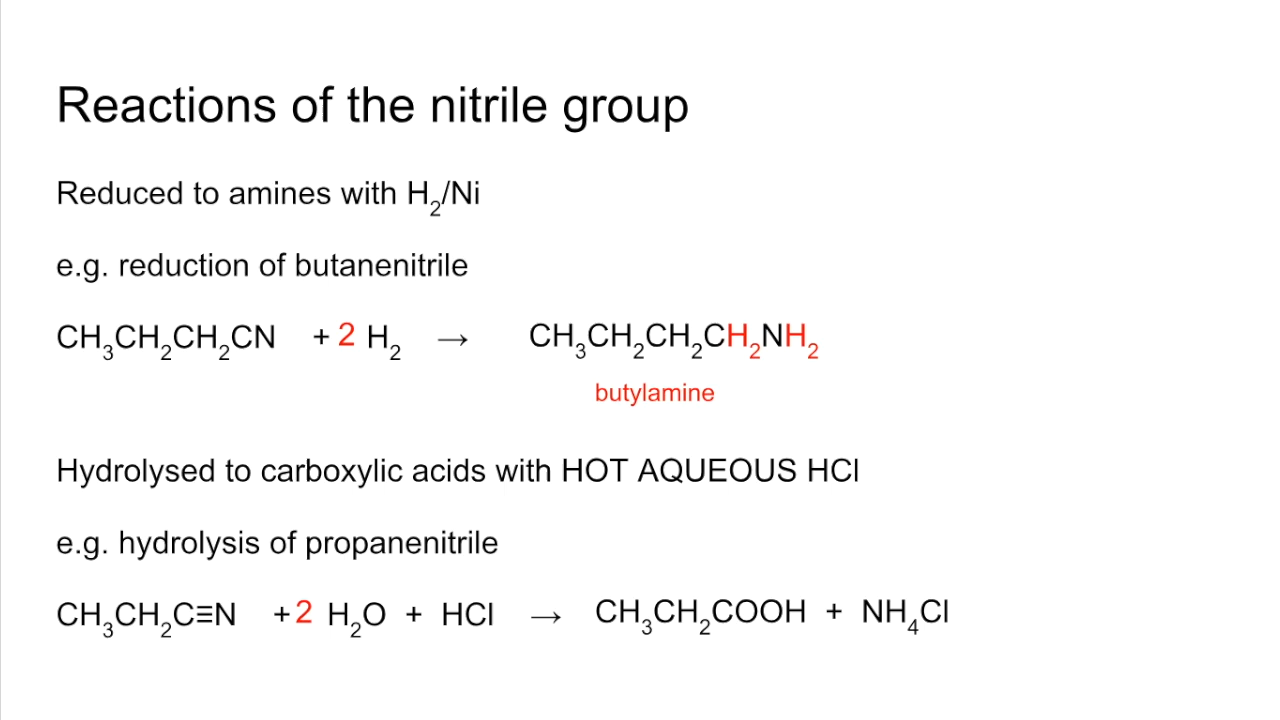 Reactions of the nitrile group
Reduced to amines with H₂/Ni
e.g. reduction of butanenitrile
CH₃CH₂CH₂CN + 2 H₂ → CH₃CH₂CH₂CH₂NH₂
butylamine
Hydrolysed to carboxylic acids with HOT AQUEOUS HCl
e.g. hydrolysis of propanenitrile
CH₃CH₂C≡N +2 H₂O + HCl → CH₃CH₂COOH + NH₄Cl